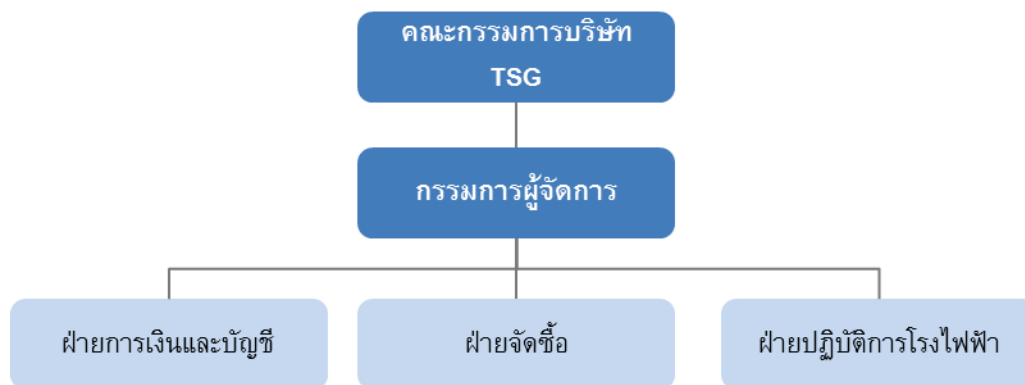 คณะกรรมการบริษัท
TSG
กรรมการผู้จัดการ
ฝ่ายการเงินและบัญชี
ฝ่ายจัดซื้อ
ฝ่ายปฏิบัติการโรงไฟฟ้า